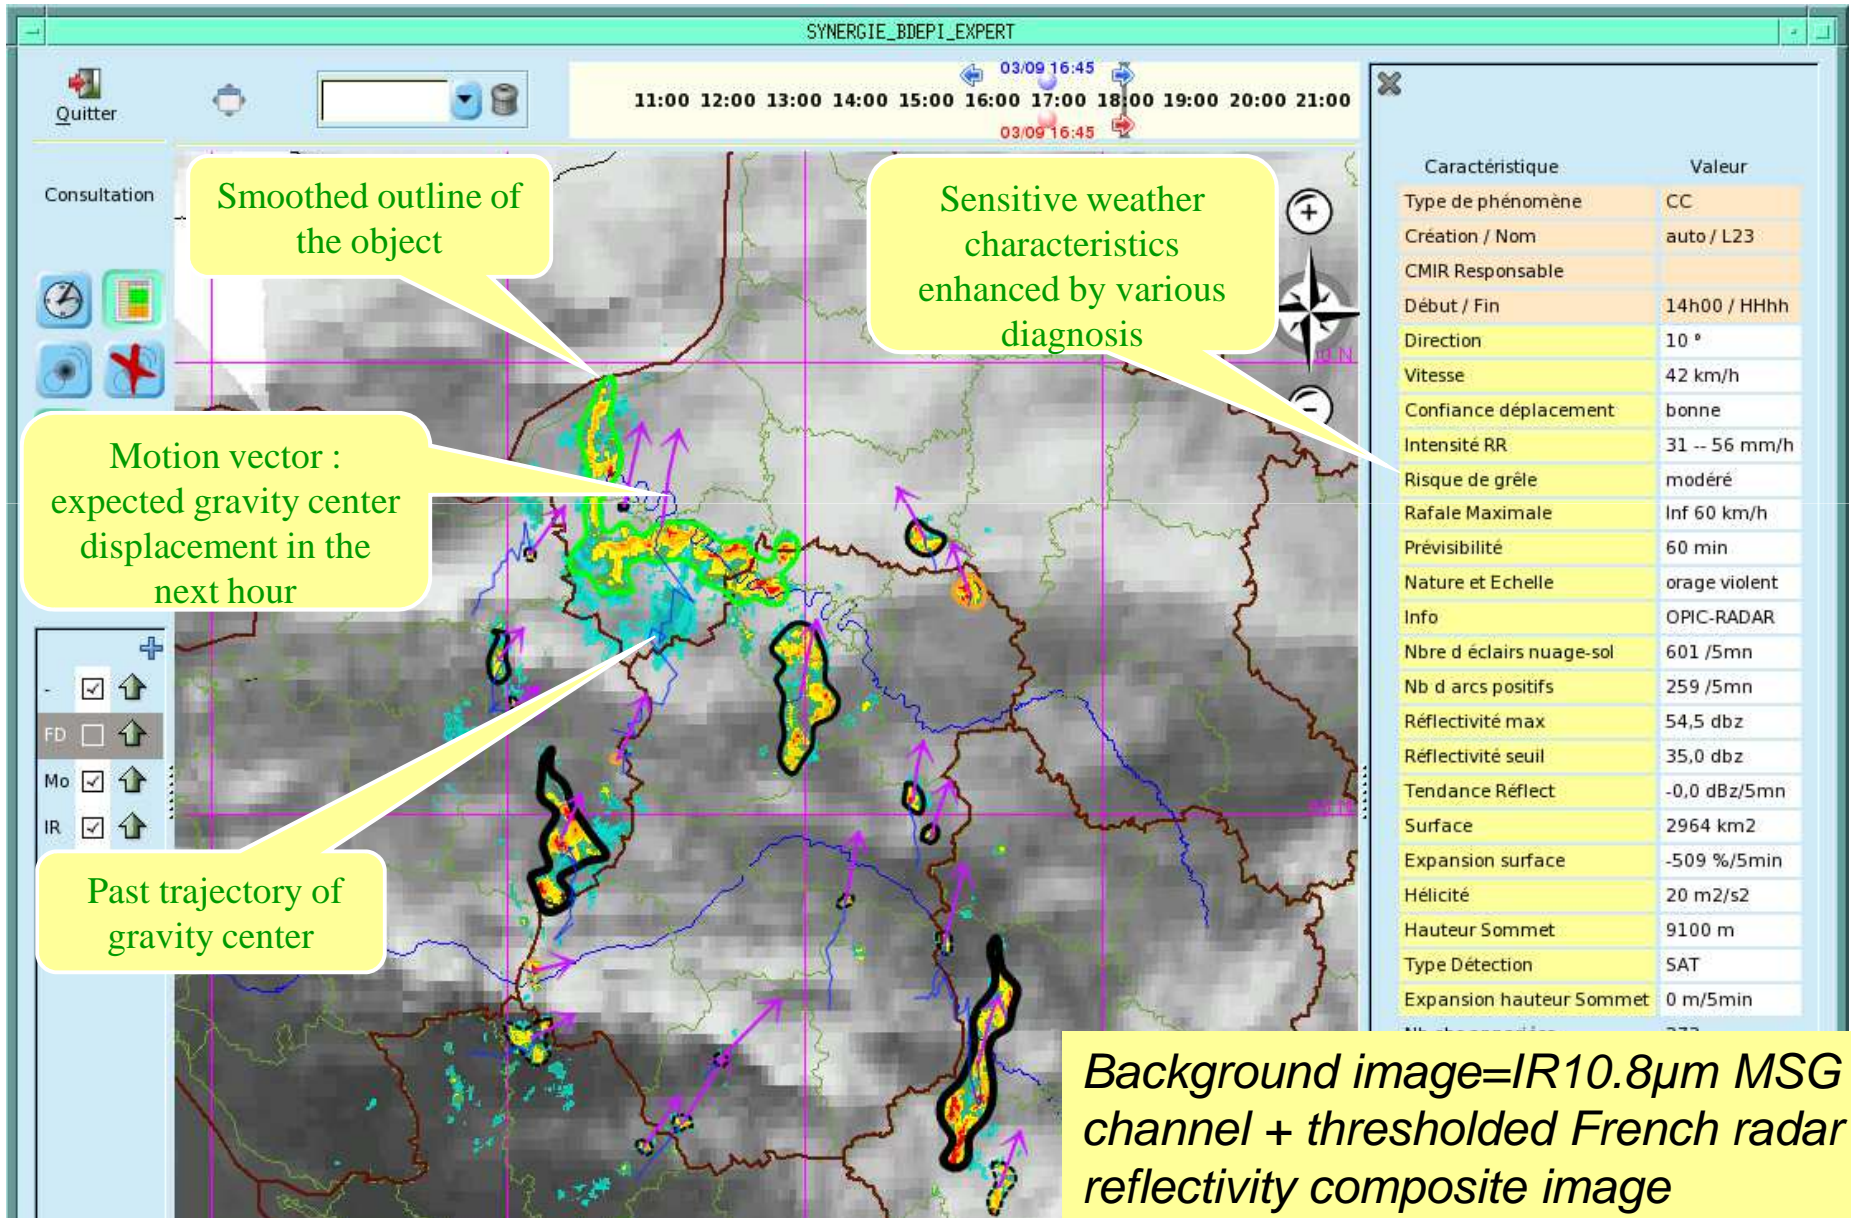 SYNERGIE_BDEPI_EXPERT
Quitter
03/09 16:45
11:00 12:00 13:00 14:00 15:00 16:00 17:00 18:00 19:00 20:00 21:00
03/09 16:45
Consultation
Smoothed outline of
the object
Sensitive weather
characteristics
enhanced by various
diagnosis
Motion vector :
expected gravity center
displacement in the
next hour
Past trajectory of
gravity center
-
FD
Mo
IR
Caractéristique Valeur
Type de phénomène CC
Création / Nom auto / L23
CMIR Responsable
Début / Fin 14h00 / HHhh
Direction 10 °
Vitesse 42 km/h
Confiance déplacement bonne
Intensité RR 31 -- 56 mm/h
Risque de grêle modéré
Rafale Maximale Inf 60 km/h
Prévisibilité 60 min
Nature et Echelle orage violent
Info OPIC-RADAR
Nbre d éclairs nuage-sol 601 /5mn
Nb d arcs positifs 259 /5mn
Réflectivité max 54,5 dbz
Réflectivité seuil 35,0 dbz
Tendance Réflect -0,0 dBz/5mn
Surface 2964 km2
Expansion surface -509 %/5min
Hélicité 20 m2/s2
Hauteur Sommet 9100 m
Type Détection SAT
Expansion hauteur Sommet 0 m/5min
Background image=IR10.8µm MSG
channel + thresholded French radar
reflectivity composite image